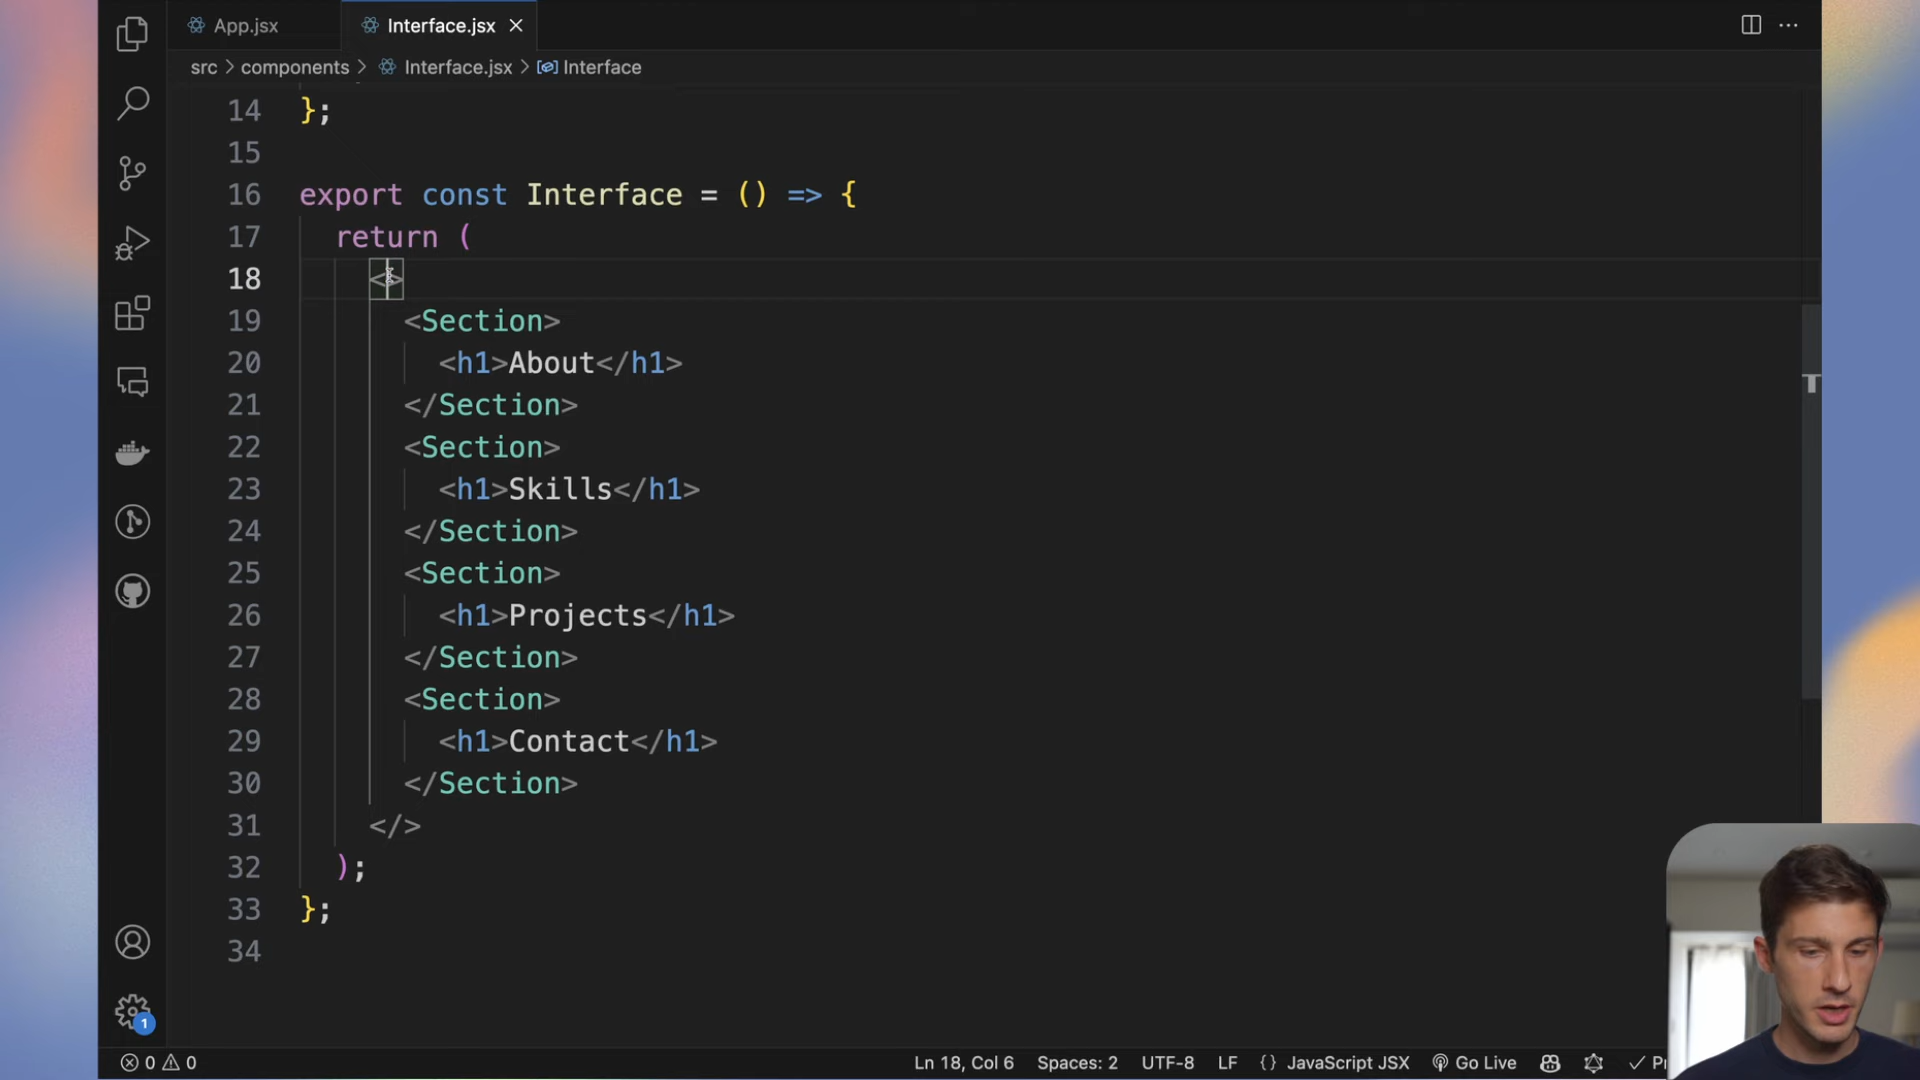 App.jsx
Interface.jsx
src > components > Interface.jsx > Interface
14 };
15
16 export const Interface = () => {
17 return (
18 <>
19 <Section>
20 <h1>About</h1>
21 </Section>
22 <Section>
23 <h1>Skills</h1>
24 </Section>
25 <Section>
26 <h1>Projects</h1>
27 </Section>
28 <Section>
29 <h1>Contact</h1>
30 </Section>
31 </>
32 );
33 };
34
T
1
0 0 Ln 18, Col 6 Spaces: 2 UTF-8 LF {} JavaScript JSX Go Live